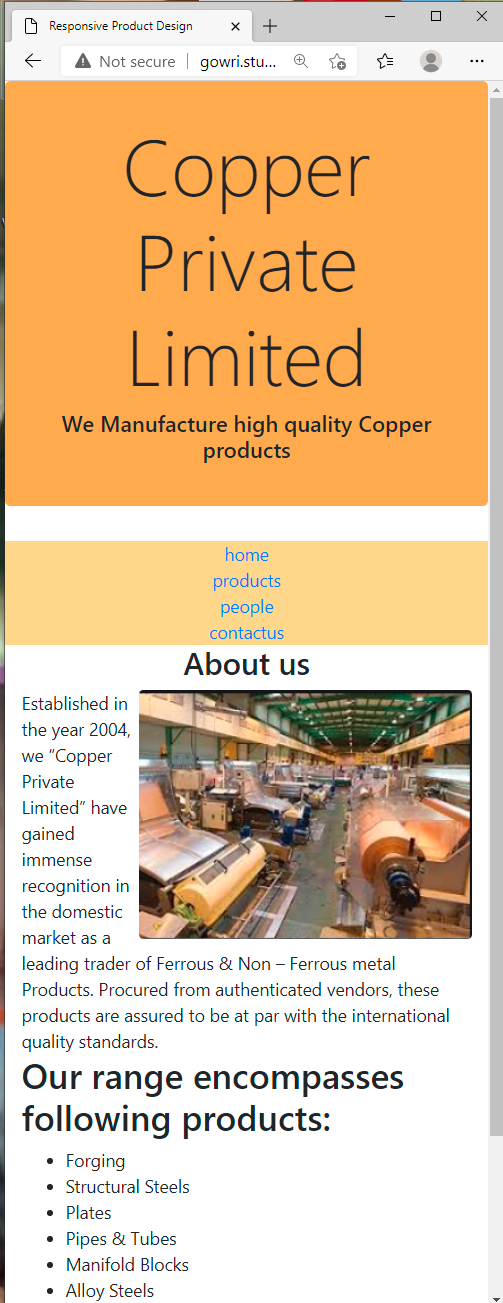 Responsive Product Design
Not secure | gowri.stu...
Copper
Private
Limited
We Manufacture high quality Copper
products
home
products
people
contactus
About us
Established in
the year 2004,
we “Copper
Private
Limited” have
gained
immense
recognition in
the domestic
market as a
leading trader of Ferrous & Non – Ferrous metal
Products. Procured from authenticated vendors, these
products are assured to be at par with the international
quality standards.
Our range encompasses
following products:
• Forging
• Structural Steels
• Plates
• Pipes & Tubes
• Manifold Blocks
• Alloy Steels